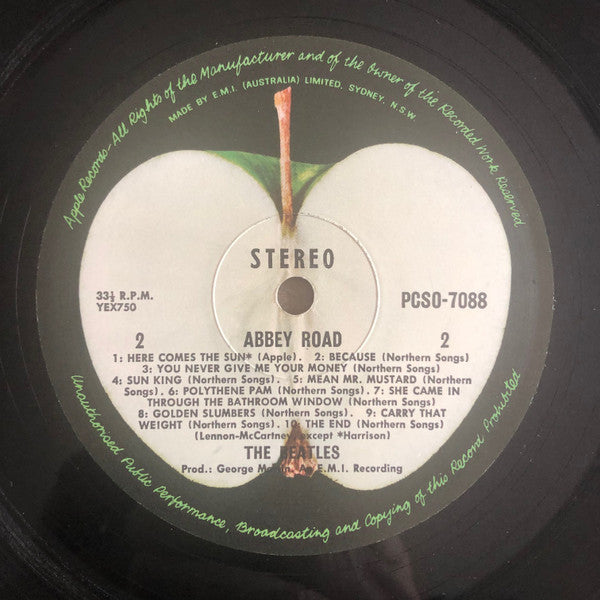 Apple Records-All Rights of the Manufacturer and of the Owner of the Recorded Work Reserved
MADE BY E.M.I. (AUSTRALIA) LIMITED, SYDNEY, N.S.W
STEREO
33⅓ R.P.M.
YEX750
PCSO-7088
2 ABBEY ROAD 2
1: HERE COMES THE SUN* (Apple). 2: BECAUSE (Northern Songs)
3: YOU NEVER GIVE ME YOUR MONEY (Northern Songs)
4: SUN KING (Northern Songs). 5: MEAN MR. MUSTARD (Northern
Songs). 6: POLYTHENE PAM (Northern Songs). 7: SHE CAME IN
THROUGH THE BATHROOM WINDOW (Northern Songs)
8: GOLDEN SLUMBERS (Northern Songs). 9: CARRY THAT
WEIGHT (Northern Songs). 10: THE END (Northern Songs)
(Lennon-McCartney except *Harrison)
THE BEATLES
Prod.: George Martin. An E.M.I. Recording
Unauthorised Public Performance, Broadcasting and Copying of this Record Prohibited